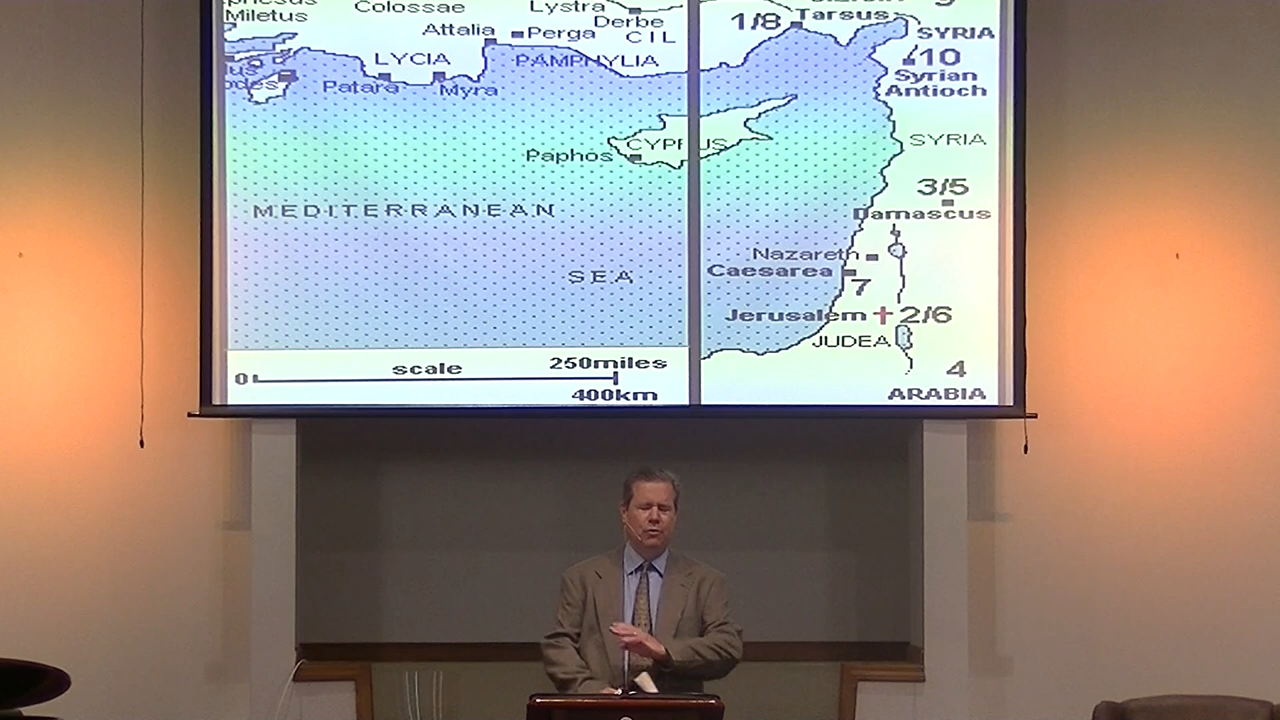 Miletus
Colossae
Lystra
Derbe
CIL
Attalia
Perga
LYCIA
PAMPHYLIA
Patara
Myra
1/8
Tarsus
SYRIA
10
Syrian
Antioch
CYPRUS
Paphos
SYRIA
MEDITERRANEAN
SEA
3/5
Damascus
Nazareth
Caesarea
7
Jerusalem
2/6
JUDEA
4
ARABIA
0
scale
250miles
400km